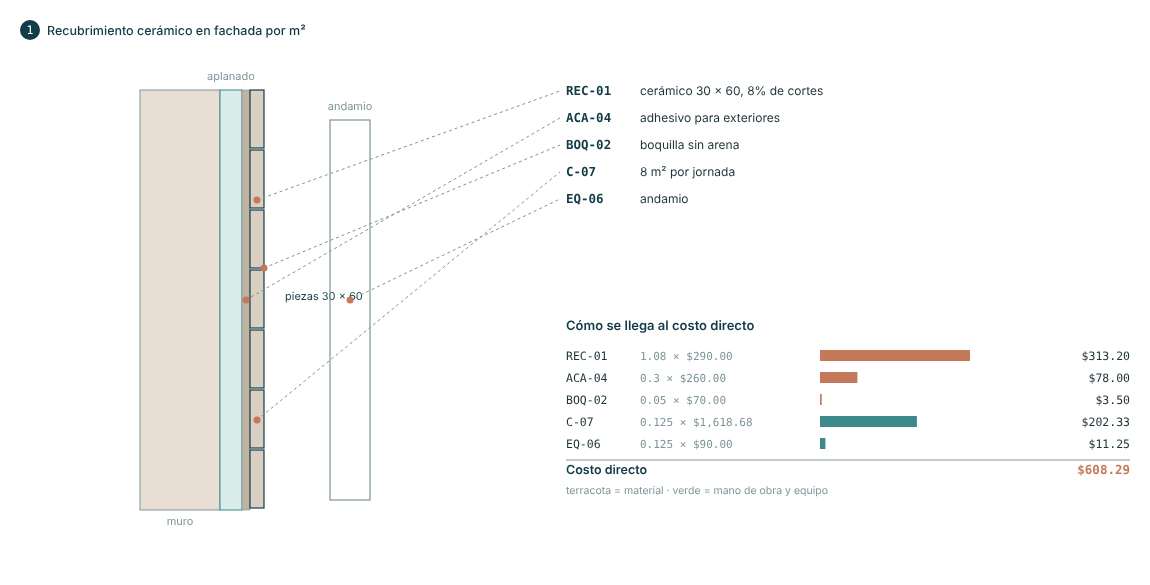 1 Recubrimiento cerámico en fachada por m²
aplanado
andamio
piezas 30 × 60
muro
REC-01 cerámico 30 × 60, 8% de cortes
ACA-04 adhesivo para exteriores
BOQ-02 boquilla sin arena
C-07 8 m² por jornada
EQ-06 andamio
Cómo se llega al costo directo
REC-01 1.08 × $290.00 $313.20
ACA-04 0.3 × $260.00 $78.00
BOQ-02 0.05 × $70.00 $3.50
C-07 0.125 × $1,618.68 $202.33
EQ-06 0.125 × $90.00 $11.25
Costo directo $608.29
terracota = material · verde = mano de obra y equipo